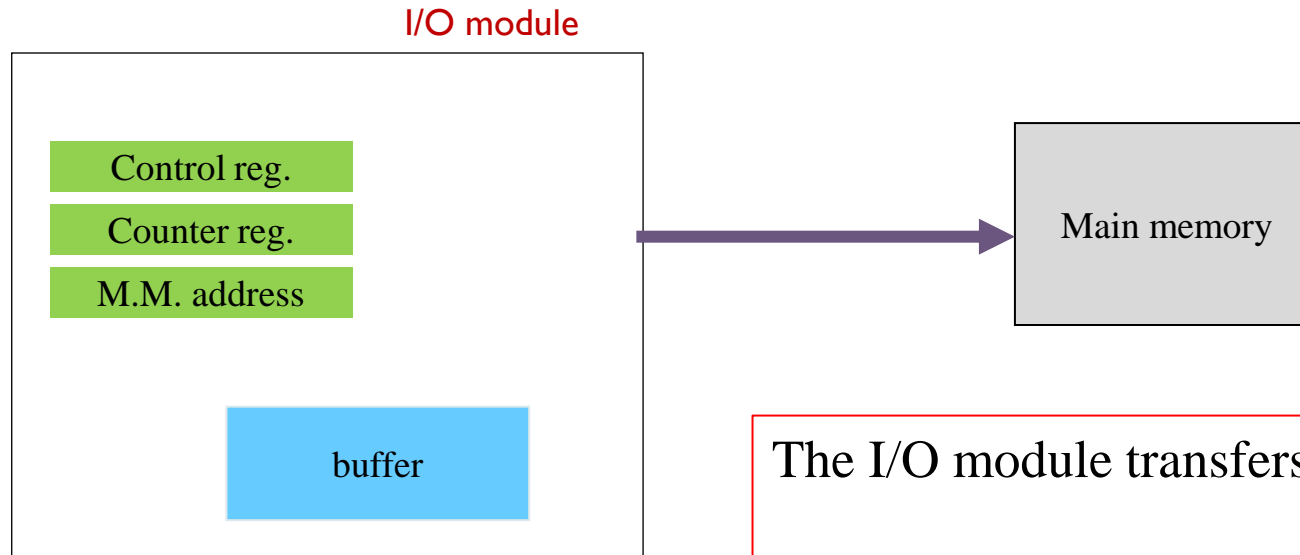 I/O module
Control reg.
Counter reg.
M.M. address
Main memory
buffer
The I/O module transfers